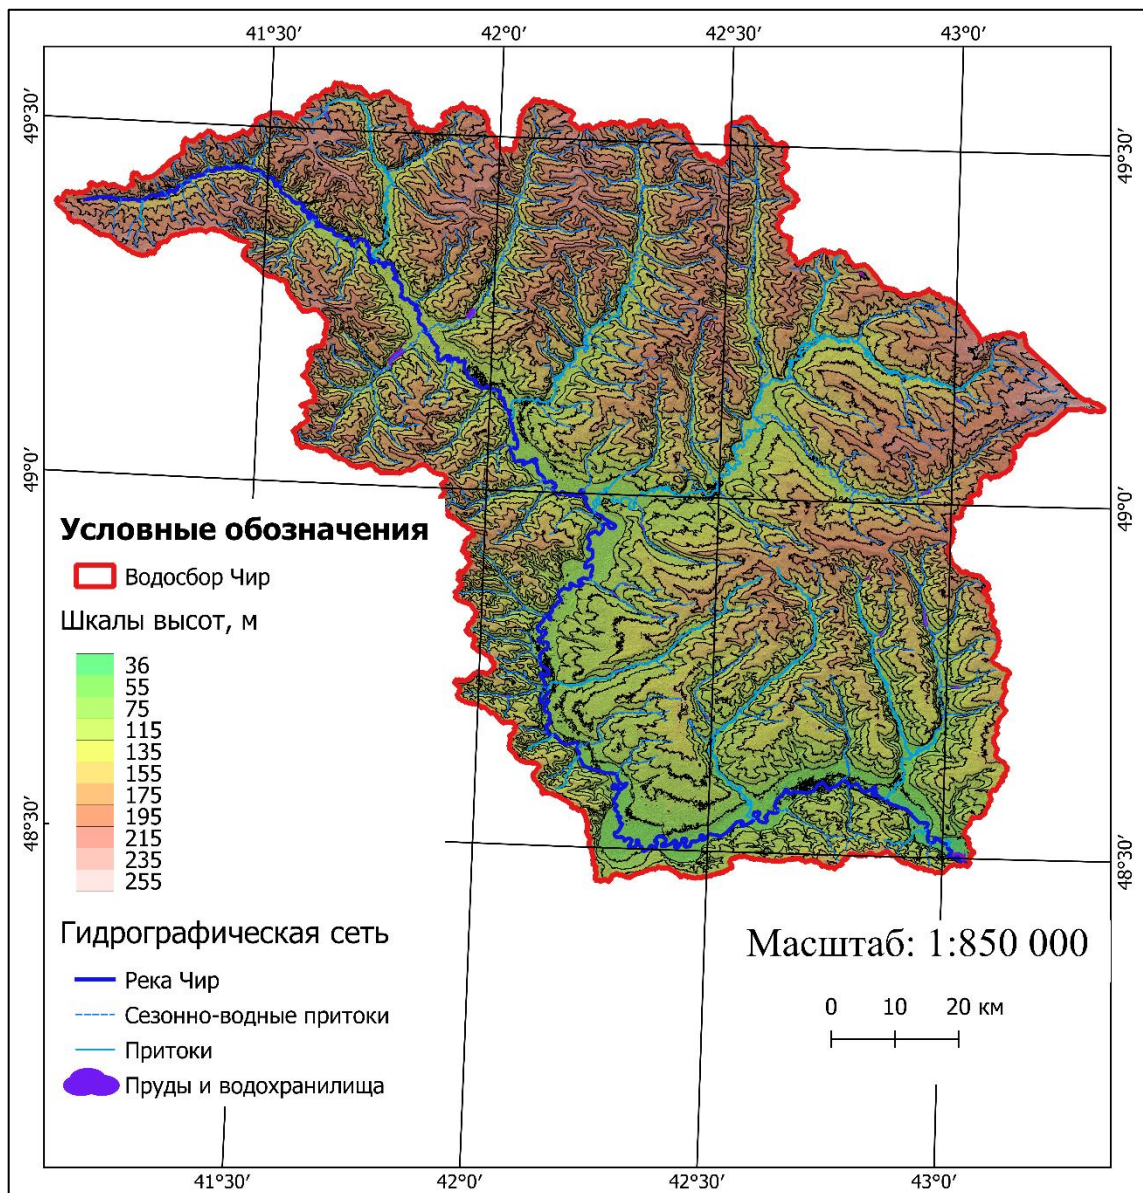 41°30′ 42°0′ 42°30′ 43°0′
49°30′
49°30′
49°0′
49°0′
48°30′
48°30′
Условные обозначения
Водосбор Чир
Шкалы высот, м
36
55
75
115
135
155
175
195
215
235
255
Гидрографическая сеть
Река Чир
Сезонно-водные притоки
Притоки
Пруды и водохранилища
Масштаб: 1:850 000
0 10 20 км
41°30′ 42°0′ 42°30′ 43°0′